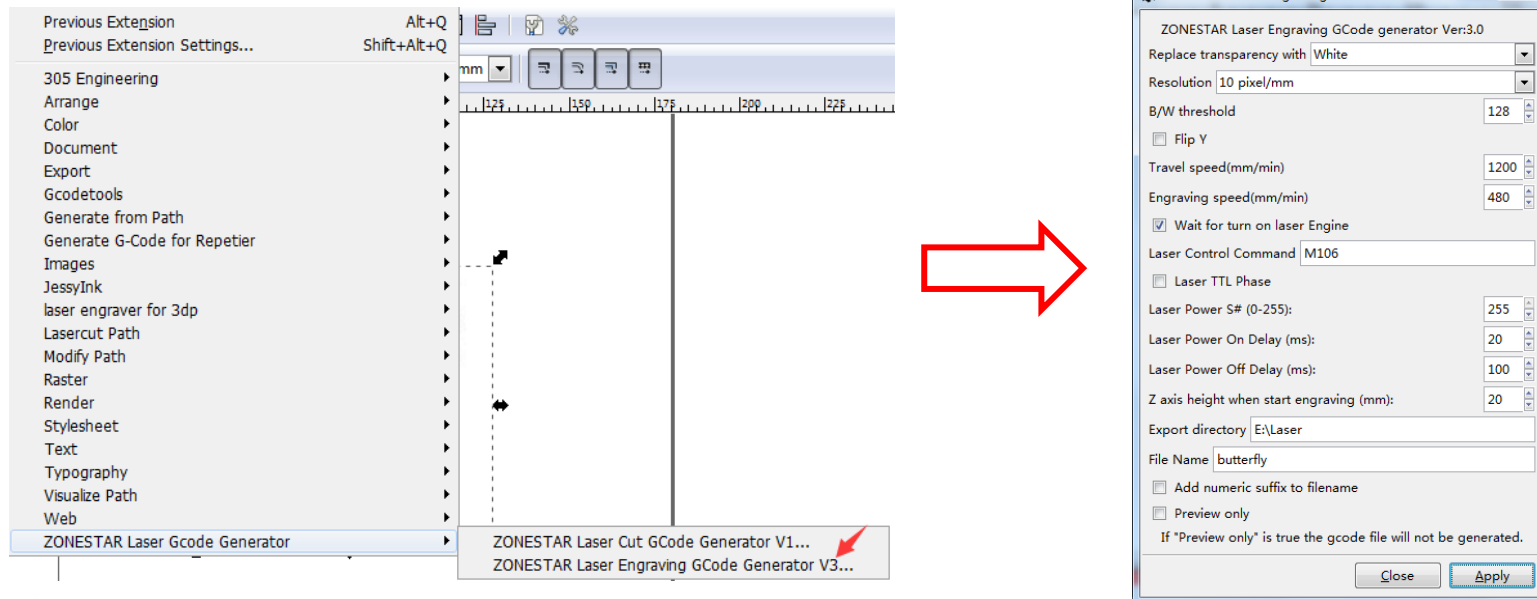 Previous Extension Alt+Q
Previous Extension Settings... Shift+Alt+Q
305 Engineering
Arrange
Color
Document
Export
Gcodetools
Generate from Path
Generate G-Code for Repetier
Images
JessyInk
laser engraver for 3dp
Lasercut Path
Modify Path
Raster
Render
Stylesheet
Text
Typography
Visualize Path
Web
ZONESTAR Laser Gcode Generator
ZONESTAR Laser Cut GCode Generator V1...
ZONESTAR Laser Engraving GCode Generator V3...
mm
125 150 175 200 225
ZONESTAR Laser Engraving GCode generator Ver:3.0
Replace transparency with White
Resolution 10 pixel/mm
B/W threshold 128
Flip Y
Travel speed(mm/min) 1200
Engraving speed(mm/min) 480
Wait for turn on laser Engine
Laser Control Command M106
Laser TTL Phase
Laser Power S# (0-255): 255
Laser Power On Delay (ms): 20
Laser Power Off Delay (ms): 100
Z axis height when start engraving (mm): 20
Export directory E:\Laser
File Name butterfly
Add numeric suffix to filename
Preview only
If "Preview only" is true the gcode file will not be generated.
Close Apply